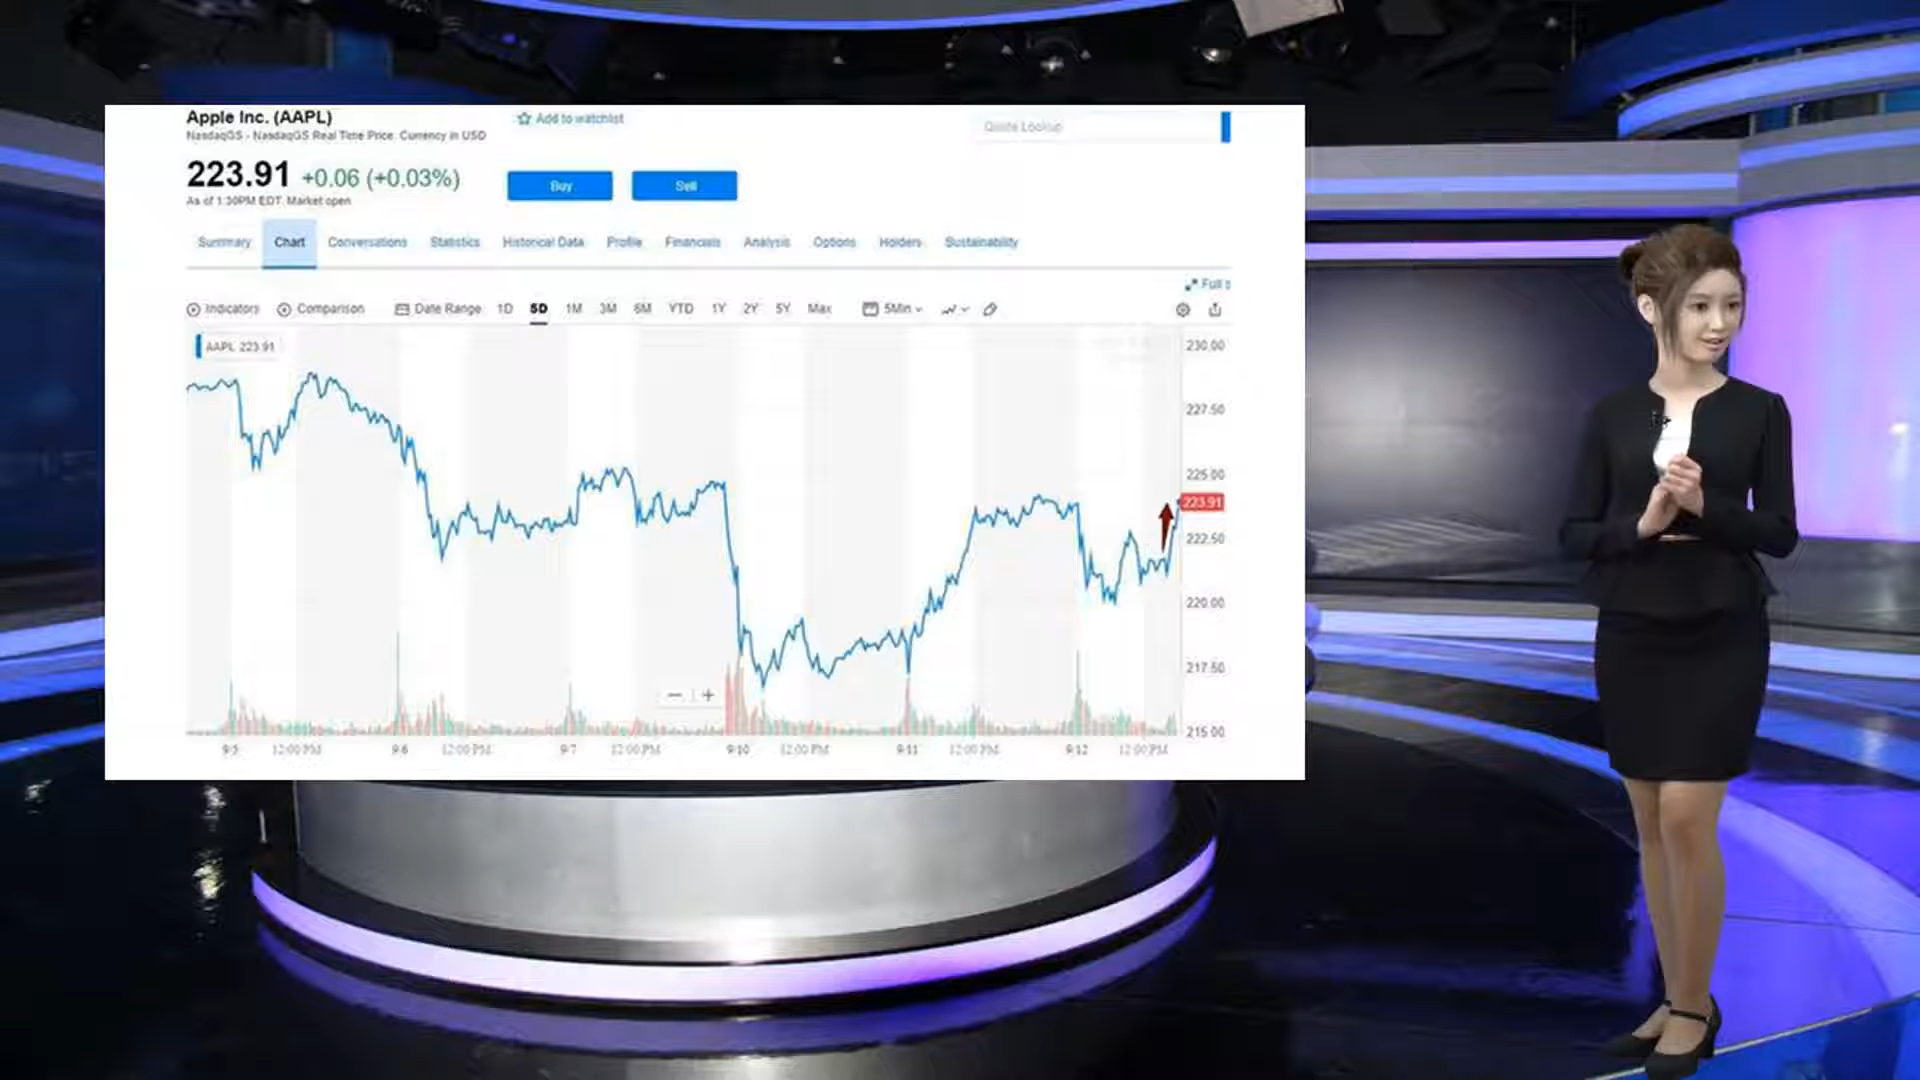 Apple Inc. (AAPL)
Add to watchlist
Quote Lookup
NasdaqGS - NasdaqGS Real Time Price. Currency in USD
223.91 +0.06 (+0.03%)
Buy
Sell
As of 1:30PM EDT. Market open
Summary Chart Conversations Statistics Historical Data Profile Financials Analysis Options Holders Sustainability
Full s
Indicators Comparison Date Range 1D 5D 1M 3M 6M YTD 1Y 2Y 5Y Max 5Min
AAPL 223.91
230.00
227.50
225.00
223.91
222.50
220.00
217.50
215.00
9/5 12:00 PM 9/6 12:00 PM 9/7 12:00 PM 9/10 12:00 PM 9/11 12:00 PM 9/12 12:00 PM